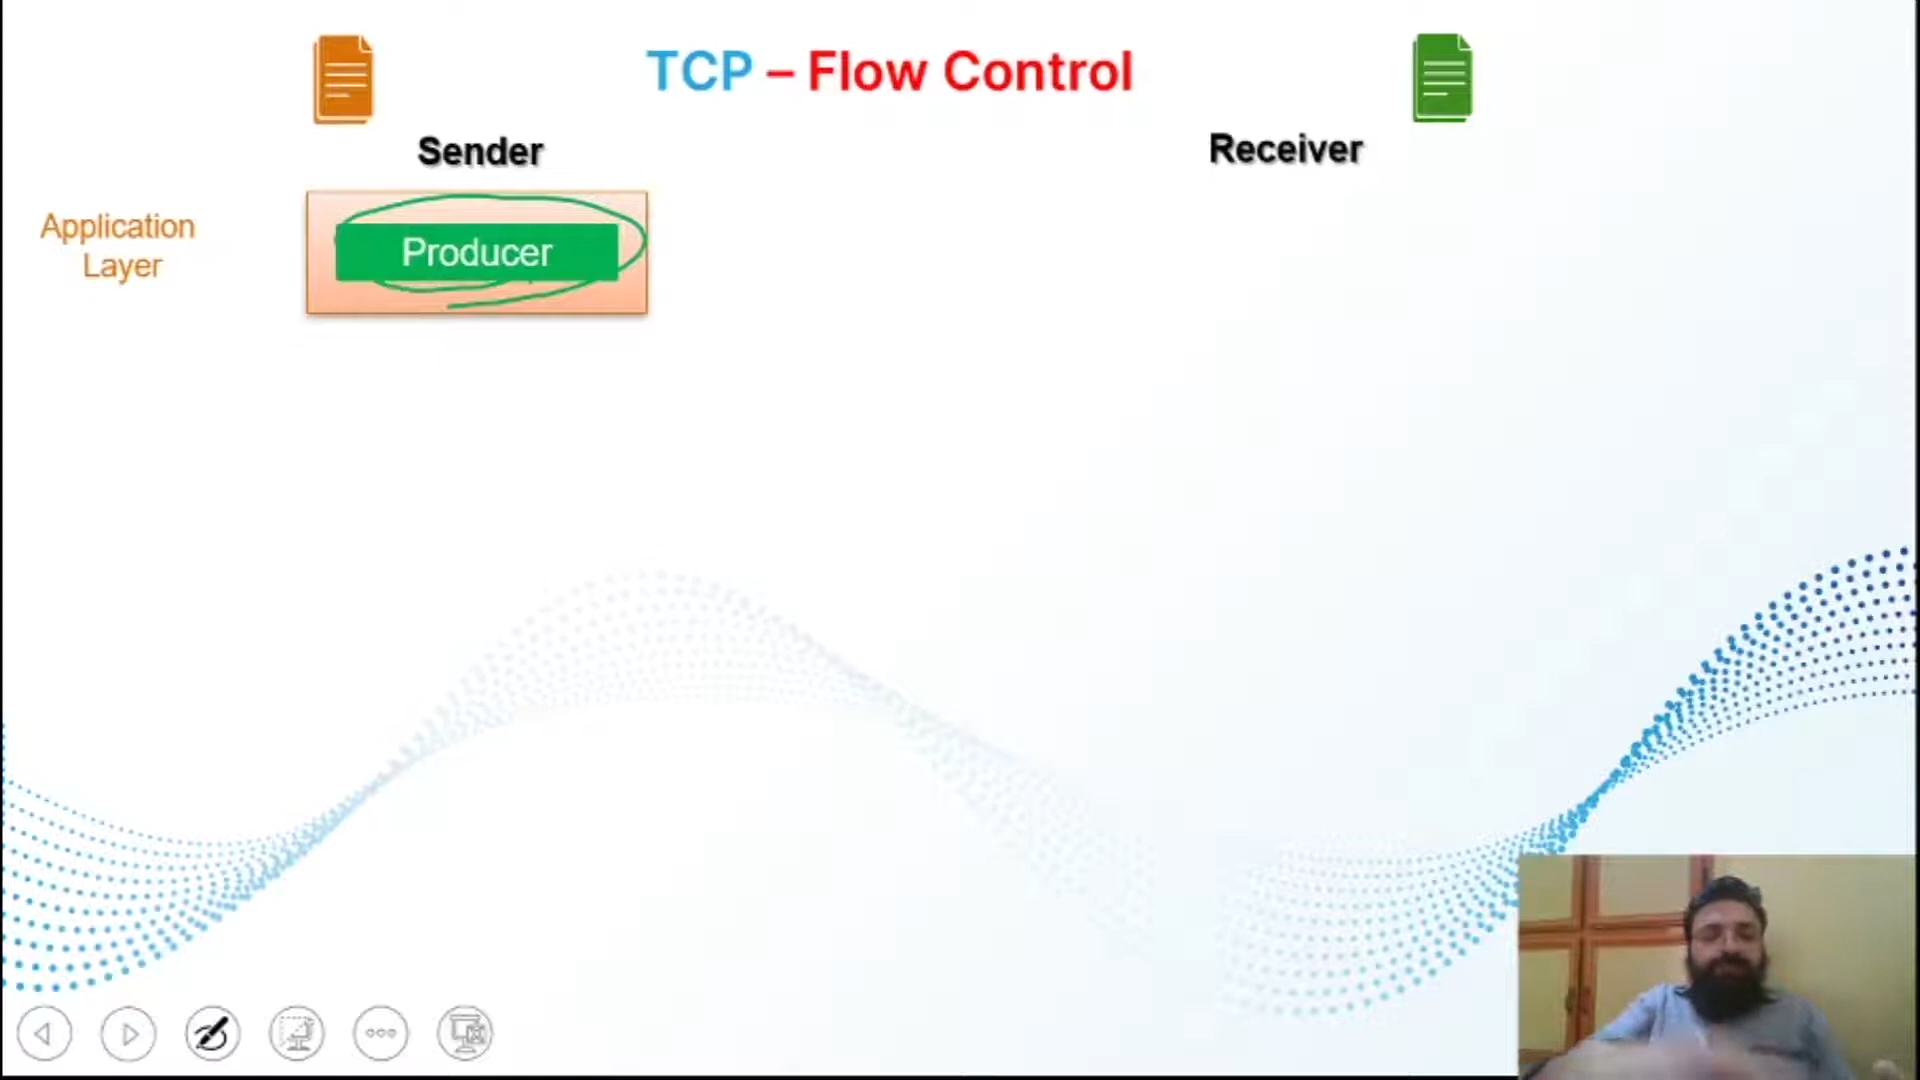 TCP – Flow Control
Sender
Receiver
Application
Layer
Producer